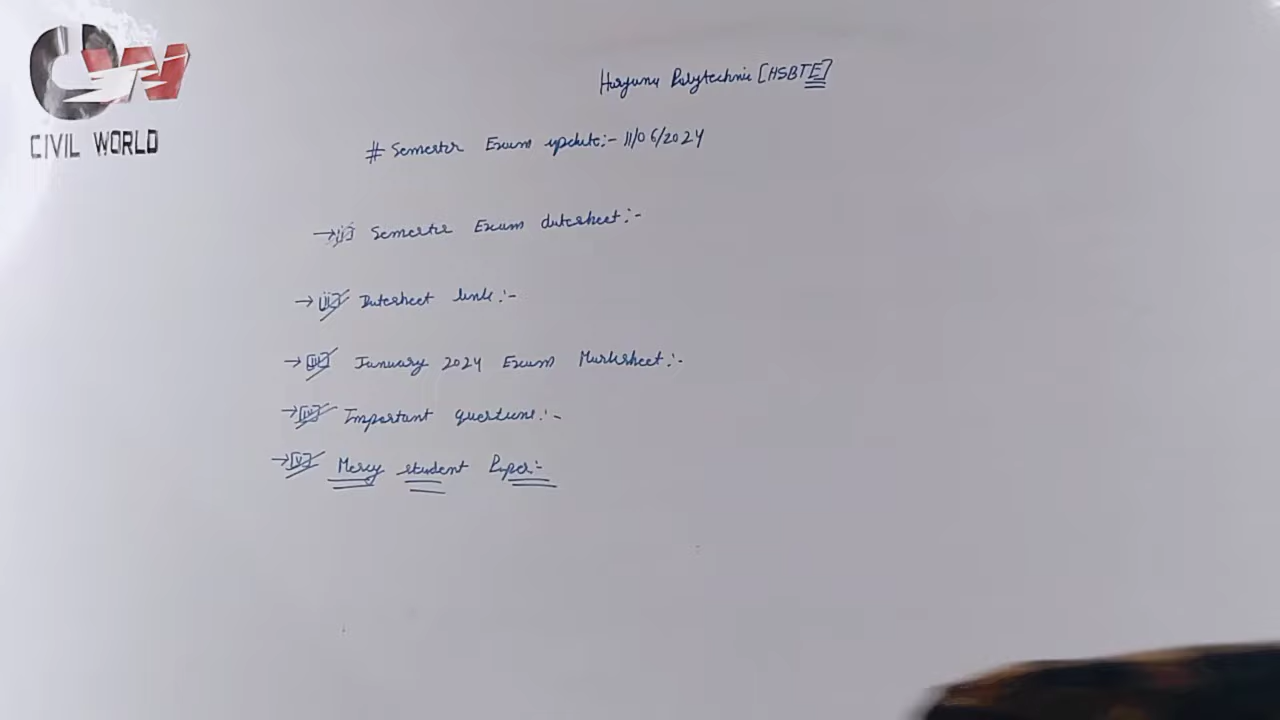 CW
CIVIL WORLD
Haryana Polytechnic [HSBTE]
# Semester Exam update:- 11/06/2024
→ i] Semester Exam datesheet:-
→ ii] Datesheet link:-
→ iii] January 2024 Exam Marksheet:-
→ iv] Important questions:-
→ v] Mercy student Paper:-